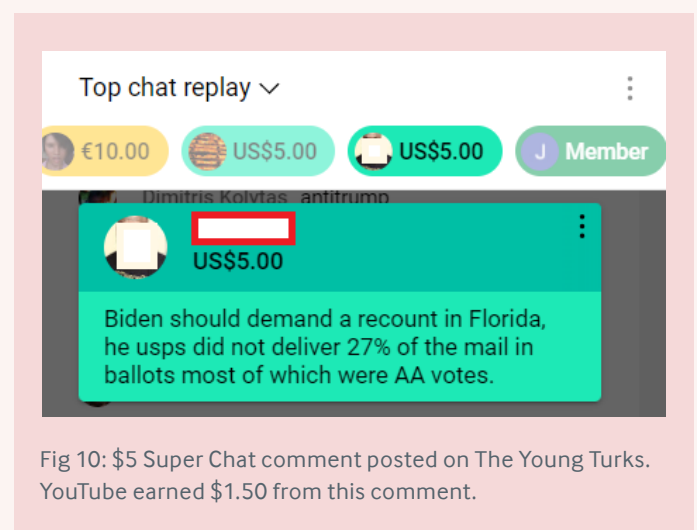 Top chat replay
€10.00 US$5.00 US$5.00 J Member
Dimitris Kolytas antitrump
US$5.00
Biden should demand a recount in Florida,
he usps did not deliver 27% of the mail in
ballots most of which were AA votes.
Fig 10: $5 Super Chat comment posted on The Young Turks.
YouTube earned $1.50 from this comment.